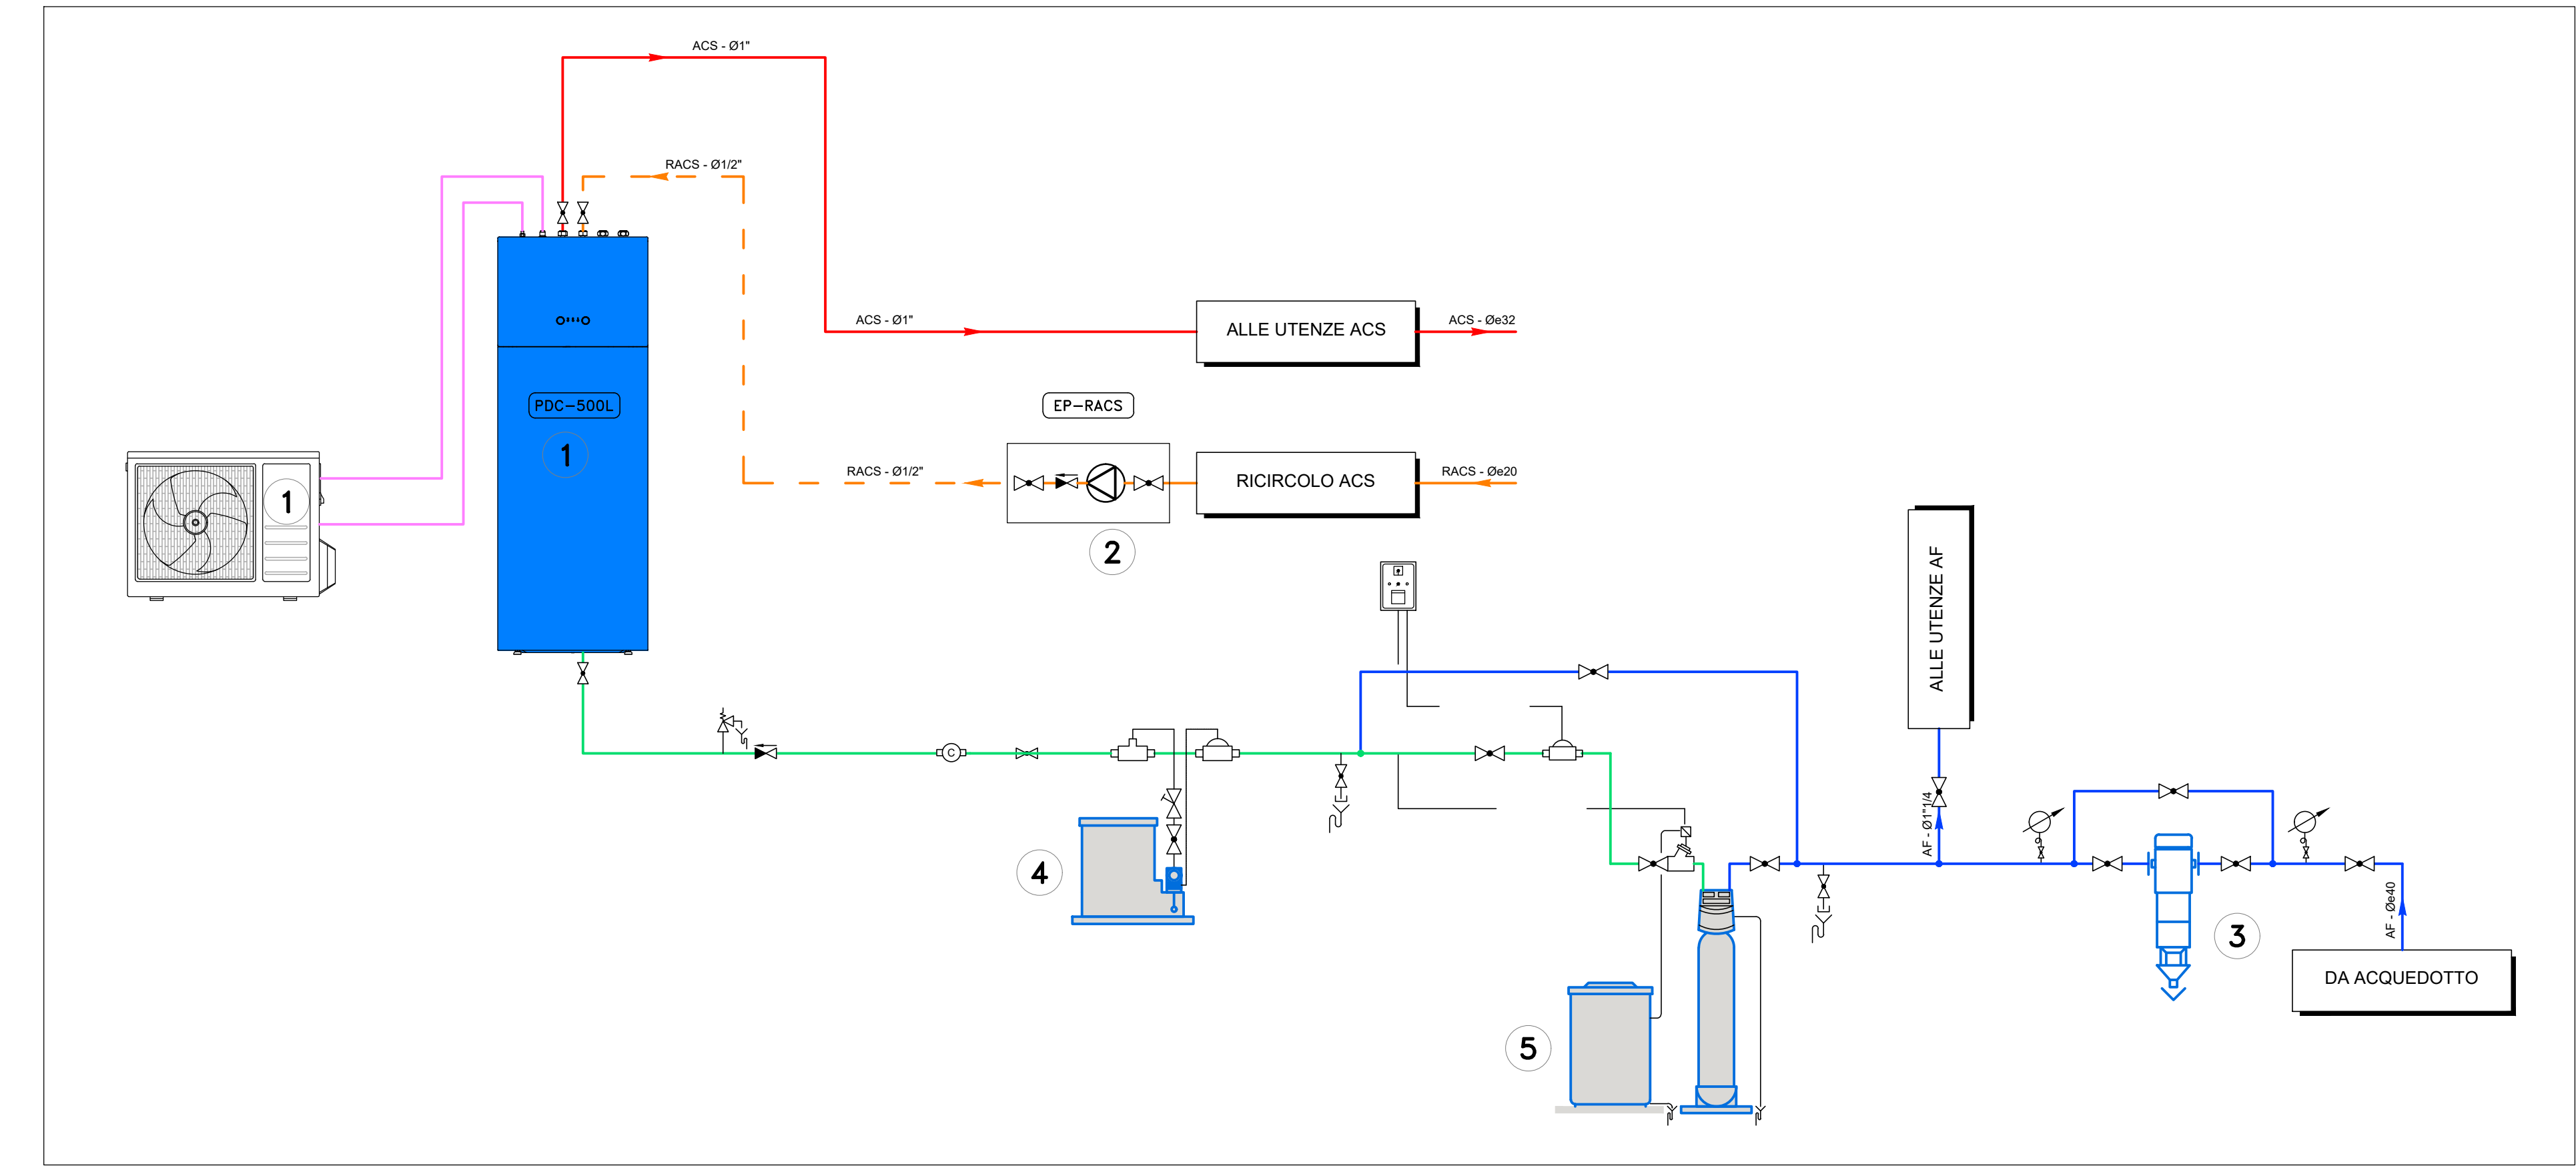 ACS - Ø1"
RACS - Ø1/2"
ACS - Ø1"
ALLE UTENZE ACS
ACS - Øe32
PDC-500L
1
EP-RACS
1
RACS - Ø1/2"
RICIRCOLO ACS
RACS - Øe20
2
ALLE UTENZE AF
C
AF - Ø1"1/4
4
AF - Øe40
3
DA ACQUEDOTTO
5